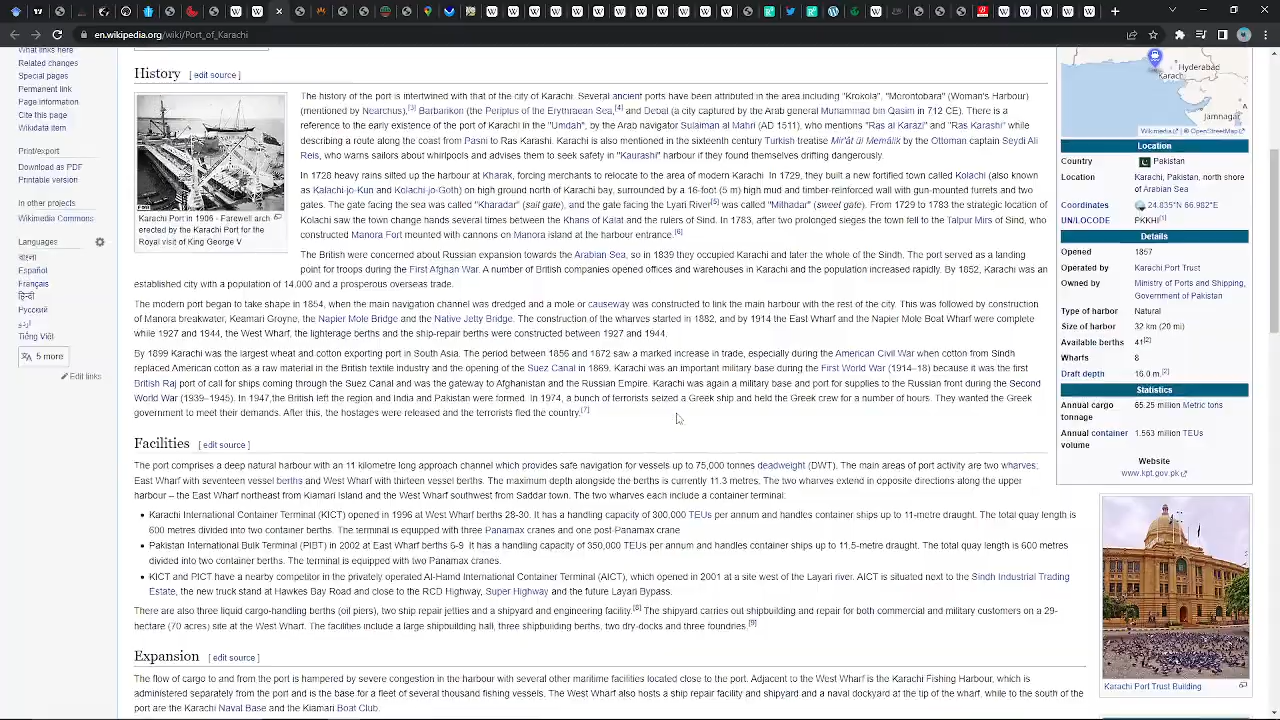 en.wikipedia.org/wiki/Port_of_Karachi
What links here
Related changes
Special pages
Permanent link
Page information
Cite this page
Wikidata item
Print/export
Download as PDF
Printable version
In other projects
Wikimedia Commons
Languages
বাংলা
Español
Français
हिन्दी
Русский
اردو
Tiếng Việt
5 more
Edit links
History [ edit source ]
Karachi Port in 1906 - Farewell arch
erected by the Karachi Port for the
Royal visit of King George V
The history of the port is intertwined with that of the city of Karachi. Several ancient ports have been attributed in the area including "Krokola", "Morontobara" (Woman's Harbour)
(mentioned by Nearchus),[3] Barbarikon (the Periplus of the Erythraean Sea,[4] and Debal (a city captured by the Arab general Muhammad bin Qasim in 712 CE). There is a
reference to the early existence of the port of Karachi in the "Umdah", by the Arab navigator Sulaiman al Mahri (AD 1511), who mentions "Ras al Karazi" and "Ras Karashi" while
describing a route along the coast from Pasni to Ras Karashi. Karachi is also mentioned in the sixteenth century Turkish treatise Mir'ât ül Memâlik by the Ottoman captain Seydi Ali
Reis, who warns sailors about whirlpools and advises them to seek safety in "Kaurashi" harbour if they found themselves drifting dangerously.
In 1728 heavy rains silted up the harbour at Kharak, forcing merchants to relocate to the area of modern Karachi. In 1729, they built a new fortified town called Kolachi (also known
as Kalachi-jo-Kun and Kolachi-jo-Goth) on high ground north of Karachi bay, surrounded by a 16-foot (5 m) high mud and timber-reinforced wall with gun-mounted turrets and two
gates. The gate facing the sea was called "Kharadar" (salt gate), and the gate facing the Lyari River[5] was called "Mithadar" (sweet gate). From 1729 to 1783 the strategic location of
Kolachi saw the town change hands several times between the Khans of Kalat and the rulers of Sind. In 1783, after two prolonged sieges the town fell to the Talpur Mirs of Sind, who
constructed Manora Fort mounted with cannons on Manora island at the harbour entrance.[6]
The British were concerned about Russian expansion towards the Arabian Sea, so in 1839 they occupied Karachi and later the whole of the Sindh. The port served as a landing
point for troops during the First Afghan War. A number of British companies opened offices and warehouses in Karachi and the population increased rapidly. By 1852, Karachi was an
established city with a population of 14,000 and a prosperous overseas trade.
The modern port began to take shape in 1854, when the main navigation channel was dredged and a mole or causeway was constructed to link the main harbour with the rest of the city. This was followed by construction
of Manora breakwater, Keamari Groyne, the Napier Mole Bridge and the Native Jetty Bridge. The construction of the wharves started in 1882, and by 1914 the East Wharf and the Napier Mole Boat Wharf were complete
while 1927 and 1944, the West Wharf, the lighterage berths and the ship-repair berths were constructed between 1927 and 1944.
By 1899 Karachi was the largest wheat and cotton exporting port in South Asia. The period between 1856 and 1872 saw a marked increase in trade, especially during the American Civil War when cotton from Sindh
replaced American cotton as a raw material in the British textile industry and the opening of the Suez Canal in 1869. Karachi was an important military base during the First World War (1914–18) because it was the first
British Raj port of call for ships coming through the Suez Canal and was the gateway to Afghanistan and the Russian Empire. Karachi was again a military base and port for supplies to the Russian front during the Second
World War (1939–1945). In 1947,the British left the region and India and Pakistan were formed. In 1974, a bunch of terrorists seized a Greek ship and held the Greek crew for a number of hours. They wanted the Greek
government to meet their demands. After this, the hostages were released and the terrorists fled the country.[7]
Facilities [ edit source ]
The port comprises a deep natural harbour with an 11 kilometre long approach channel which provides safe navigation for vessels up to 75,000 tonnes deadweight (DWT). The main areas of port activity are two wharves;
East Wharf with seventeen vessel berths and West Wharf with thirteen vessel berths. The maximum depth alongside the berths is currently 11.3 metres. The two wharves extend in opposite directions along the upper
harbour – the East Wharf northeast from Kiamari Island and the West Wharf southwest from Saddar town. The two wharves each include a container terminal:
Karachi International Container Terminal (KICT) opened in 1996 at West Wharf berths 28-30. It has a handling capacity of 300,000 TEUs per annum and handles container ships up to 11-metre draught. The total quay length is
600 metres divided into two container berths. The terminal is equipped with three Panamax cranes and one post-Panamax crane
Pakistan International Bulk Terminal (PIBT) in 2002 at East Wharf berths 6-9 It has a handling capacity of 350,000 TEUs per annum and handles container ships up to 11.5-metre draught. The total quay length is 600 metres
divided into two container berths. The terminal is equipped with two Panamax cranes.
KICT and PICT have a nearby competitor in the privately operated Al-Hamd International Container Terminal (AICT), which opened in 2001 at a site west of the Layari river. AICT is situated next to the Sindh Industrial Trading
Estate, the new truck stand at Hawkes Bay Road and close to the RCD Highway, Super Highway and the future Layari Bypass.
There are also three liquid cargo-handling berths (oil piers), two ship repair jetties and a shipyard and engineering facility.[8] The shipyard carries out shipbuilding and repair for both commercial and military customers on a 29-
hectare (70 acres) site at the West Wharf. The facilities include a large shipbuilding hall, three shipbuilding berths, two dry-docks and three foundries.[9]
Expansion [ edit source ]
The flow of cargo to and from the port is hampered by severe congestion in the harbour with several other maritime facilities located close to the port. Adjacent to the West Wharf is the Karachi Fishing Harbour, which is
administered separately from the port and is the base for a fleet of several thousand fishing vessels. The West Wharf also hosts a ship repair facility and shipyard and a naval dockyard at the tip of the wharf, while to the south of
the port are the Karachi Naval Base and the Kiamari Boat Club.
Hyderabad
Karachi
Jamnagar
Wikimedia | © OpenStreetMap
Location
Country Pakistan
Location Karachi, Pakistan, north shore
of Arabian Sea
Coordinates 24.835°N 66.982°E
UN/LOCODE PKKHI[1]
Details
Opened 1857
Operated by Karachi Port Trust
Owned by Ministry of Ports and Shipping,
Government of Pakistan
Type of harbor Natural
Size of harbor 32 km (20 mi)
Available berths 41[2]
Wharfs 8
Draft depth 16.0 m.[2]
Statistics
Annual cargo 65.25 million Metric tons
tonnage
Annual container 1.563 million TEUs
volume
Website
www.kpt.gov.pk
Karachi Port Trust Building